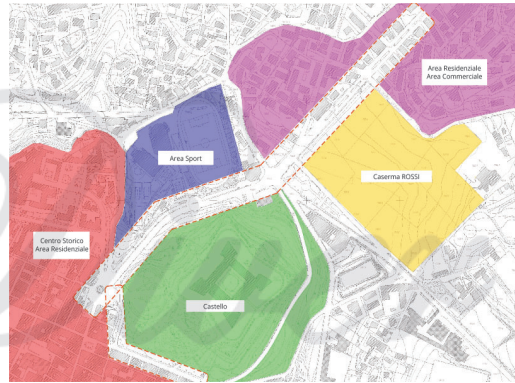 Area Residenziale
Area Commerciale
Area Sport
Caserma ROSSI
Centro Storico
Area Residenziale
Castello